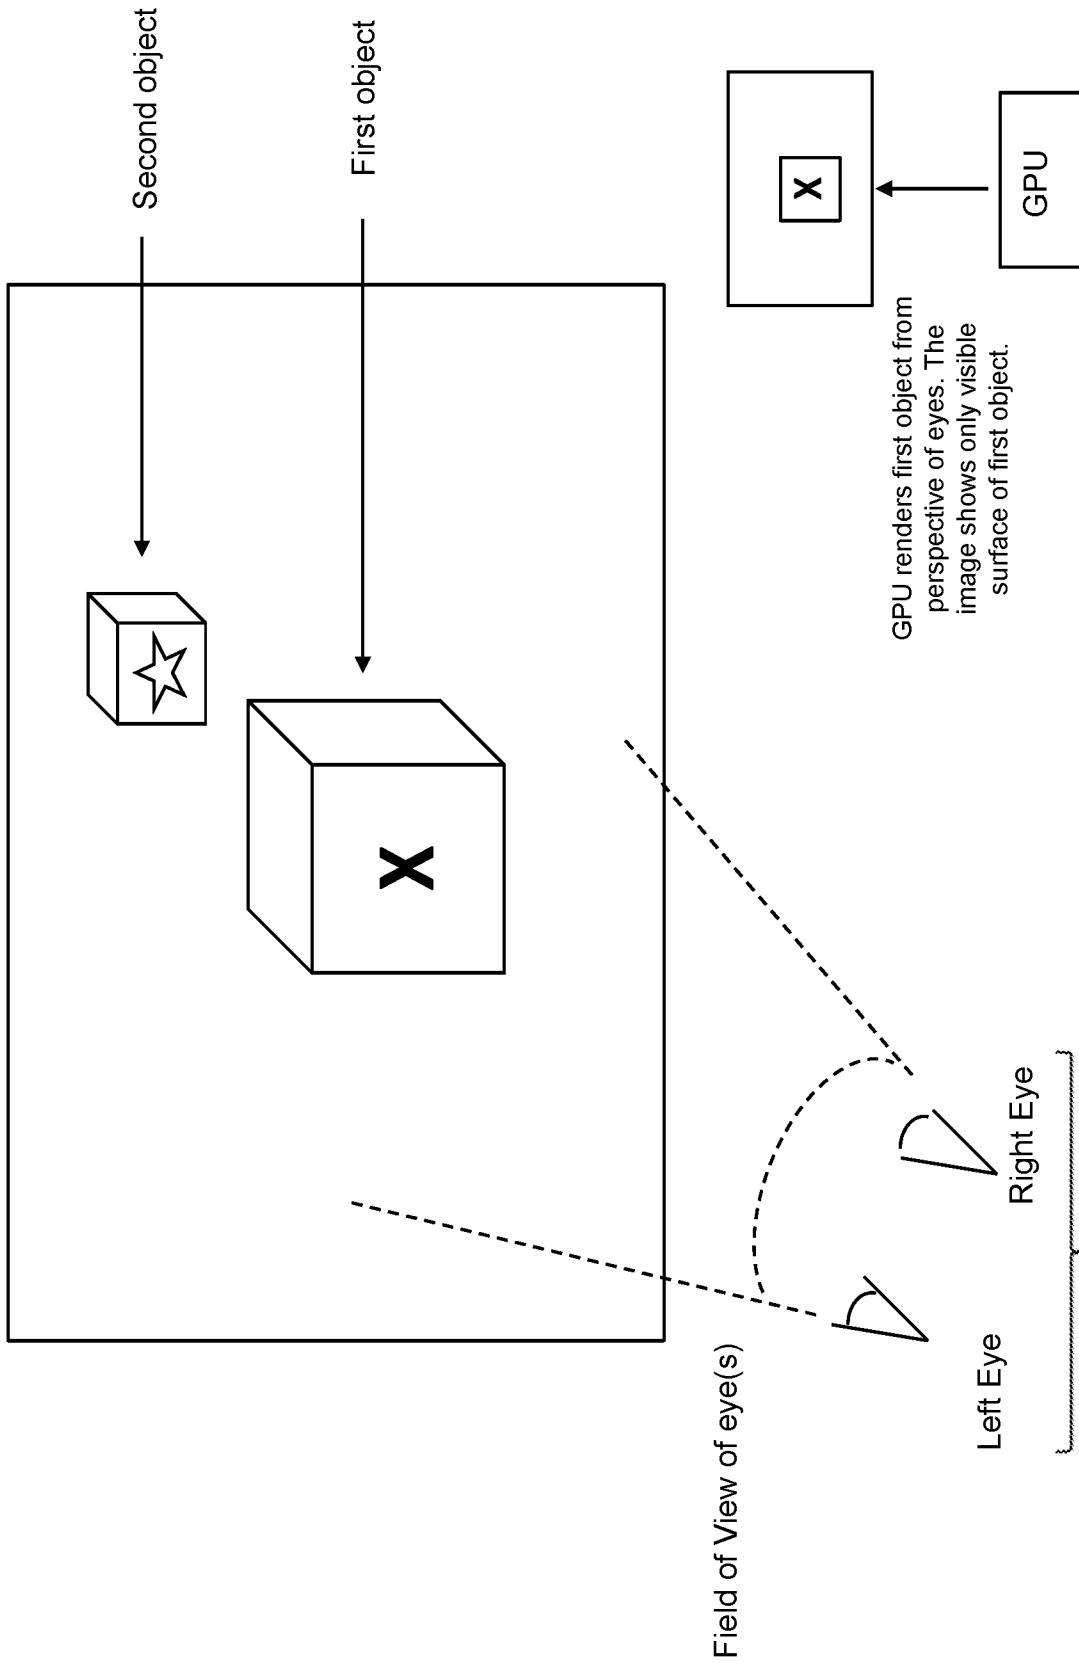 Second object
First object
X
X
GPU
GPU renders first object from
perspective of eyes. The
image shows only visible
surface of first object.
Field of View of eye(s)
Left Eye
Right Eye